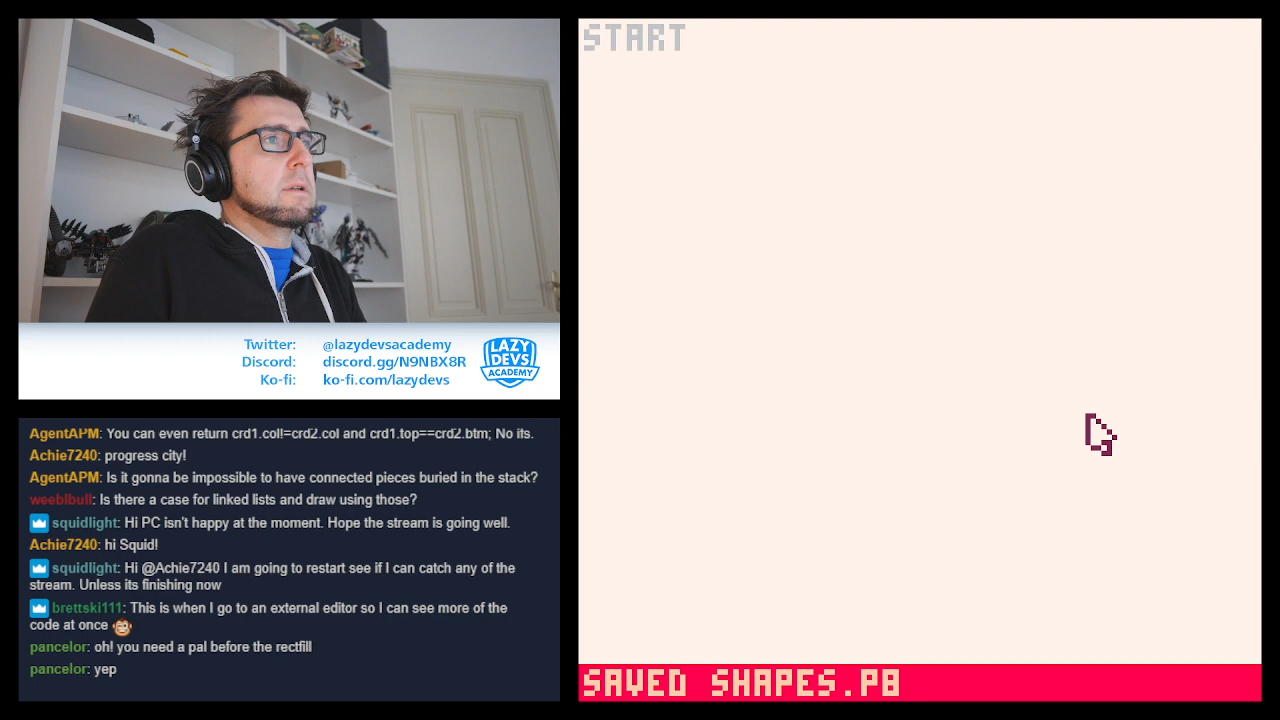 START
Twitter: @lazydevsacademy
Discord: discord.gg/N9NBX8R
Ko-fi: ko-fi.com/lazydevs
LAZY
DEVS
ACADEMY
AgentAPM: You can even return crd1.col!=crd2.col and crd1.top==crd2.btm; No ifs.
Achie7240: progress city!
AgentAPM: Is it gonna be impossible to have connected pieces buried in the stack?
weeblbull: Is there a case for linked lists and draw using those?
squidlight: Hi PC isn't happy at the moment. Hope the stream is going well.
Achie7240: hi Squid!
squidlight: Hi @Achie7240 I am going to restart see if I can catch any of the
stream. Unless its finishing now
brettski111: This is when I go to an external editor so I can see more of the
code at once
pancelor: oh! you need a pal before the rectfill
pancelor: yep
SAVED SHAPES.P8